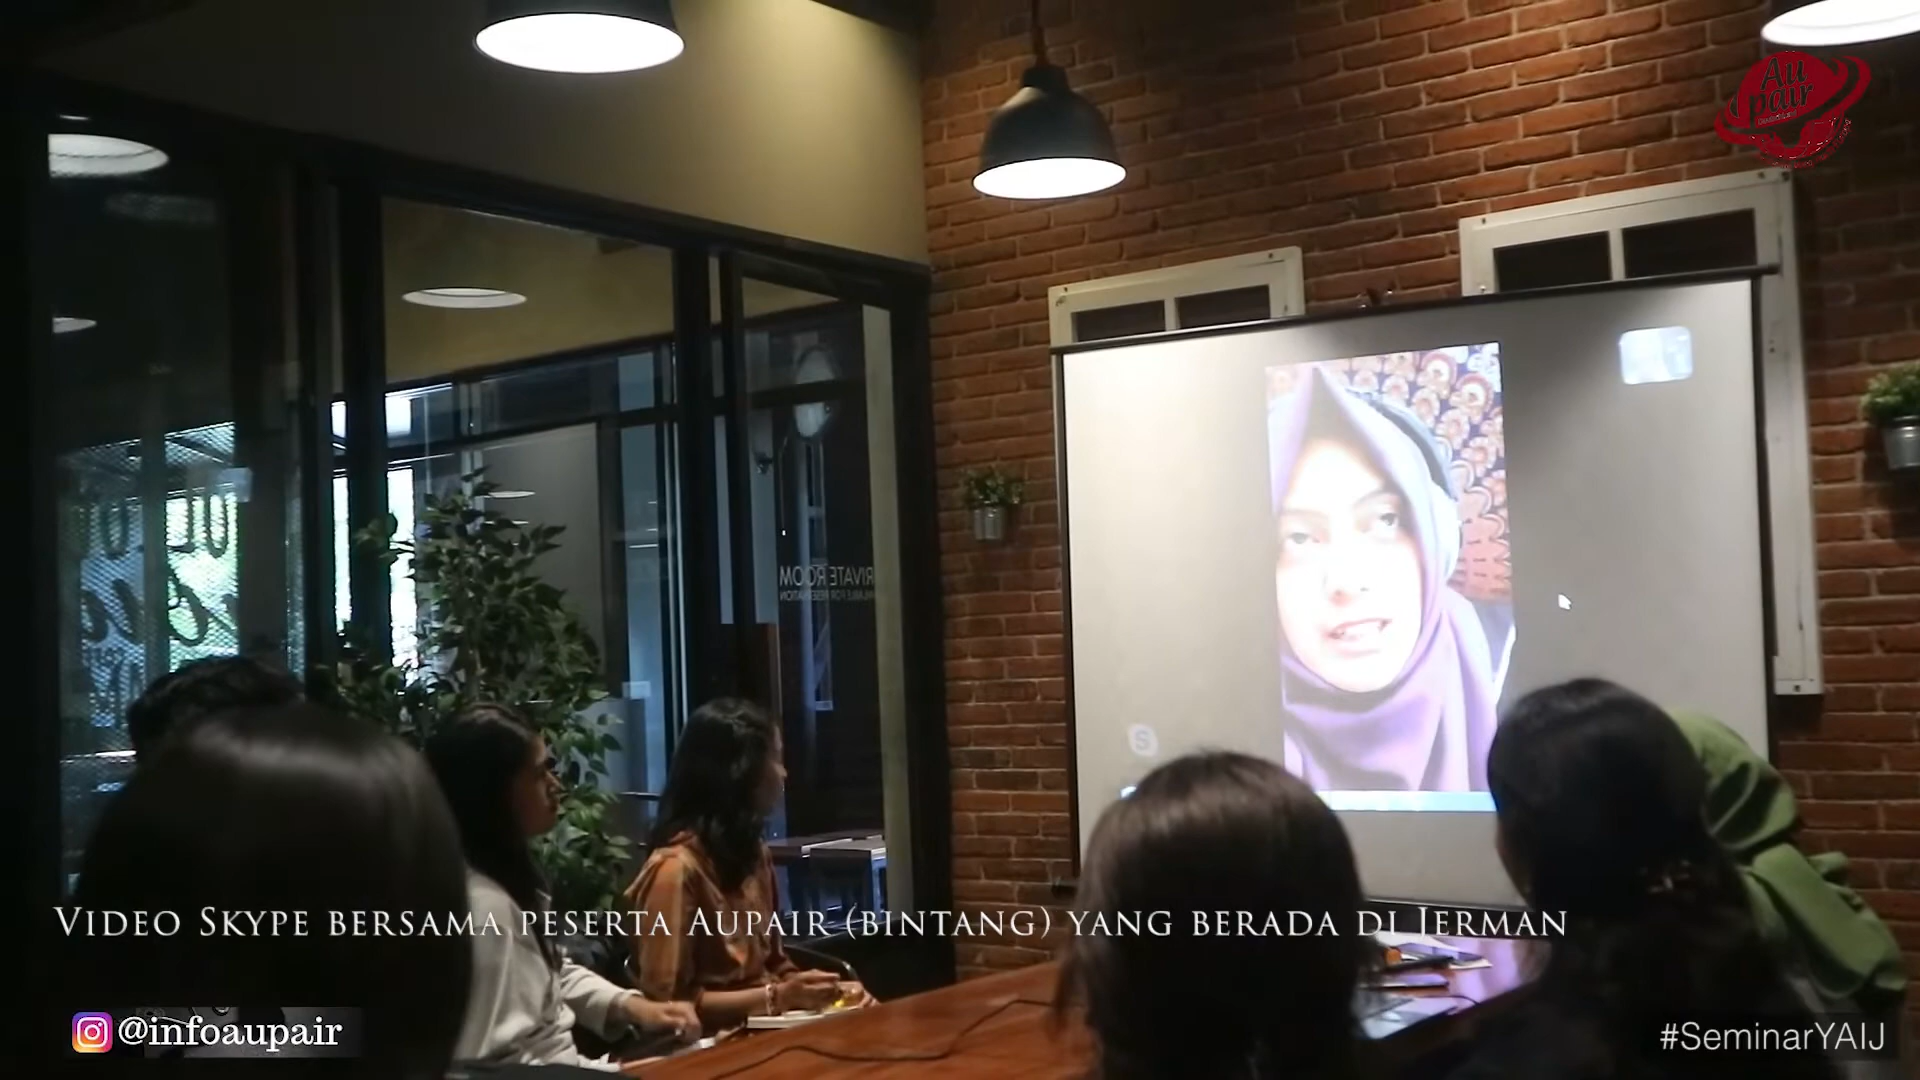 Au
pair
PRIVATE ROOM
S
VIDEO SKYPE BERSAMA PESERTA AUPAIR (BINTANG) YANG BERADA DI JERMAN
@infoaupair
#SeminarYAIJ